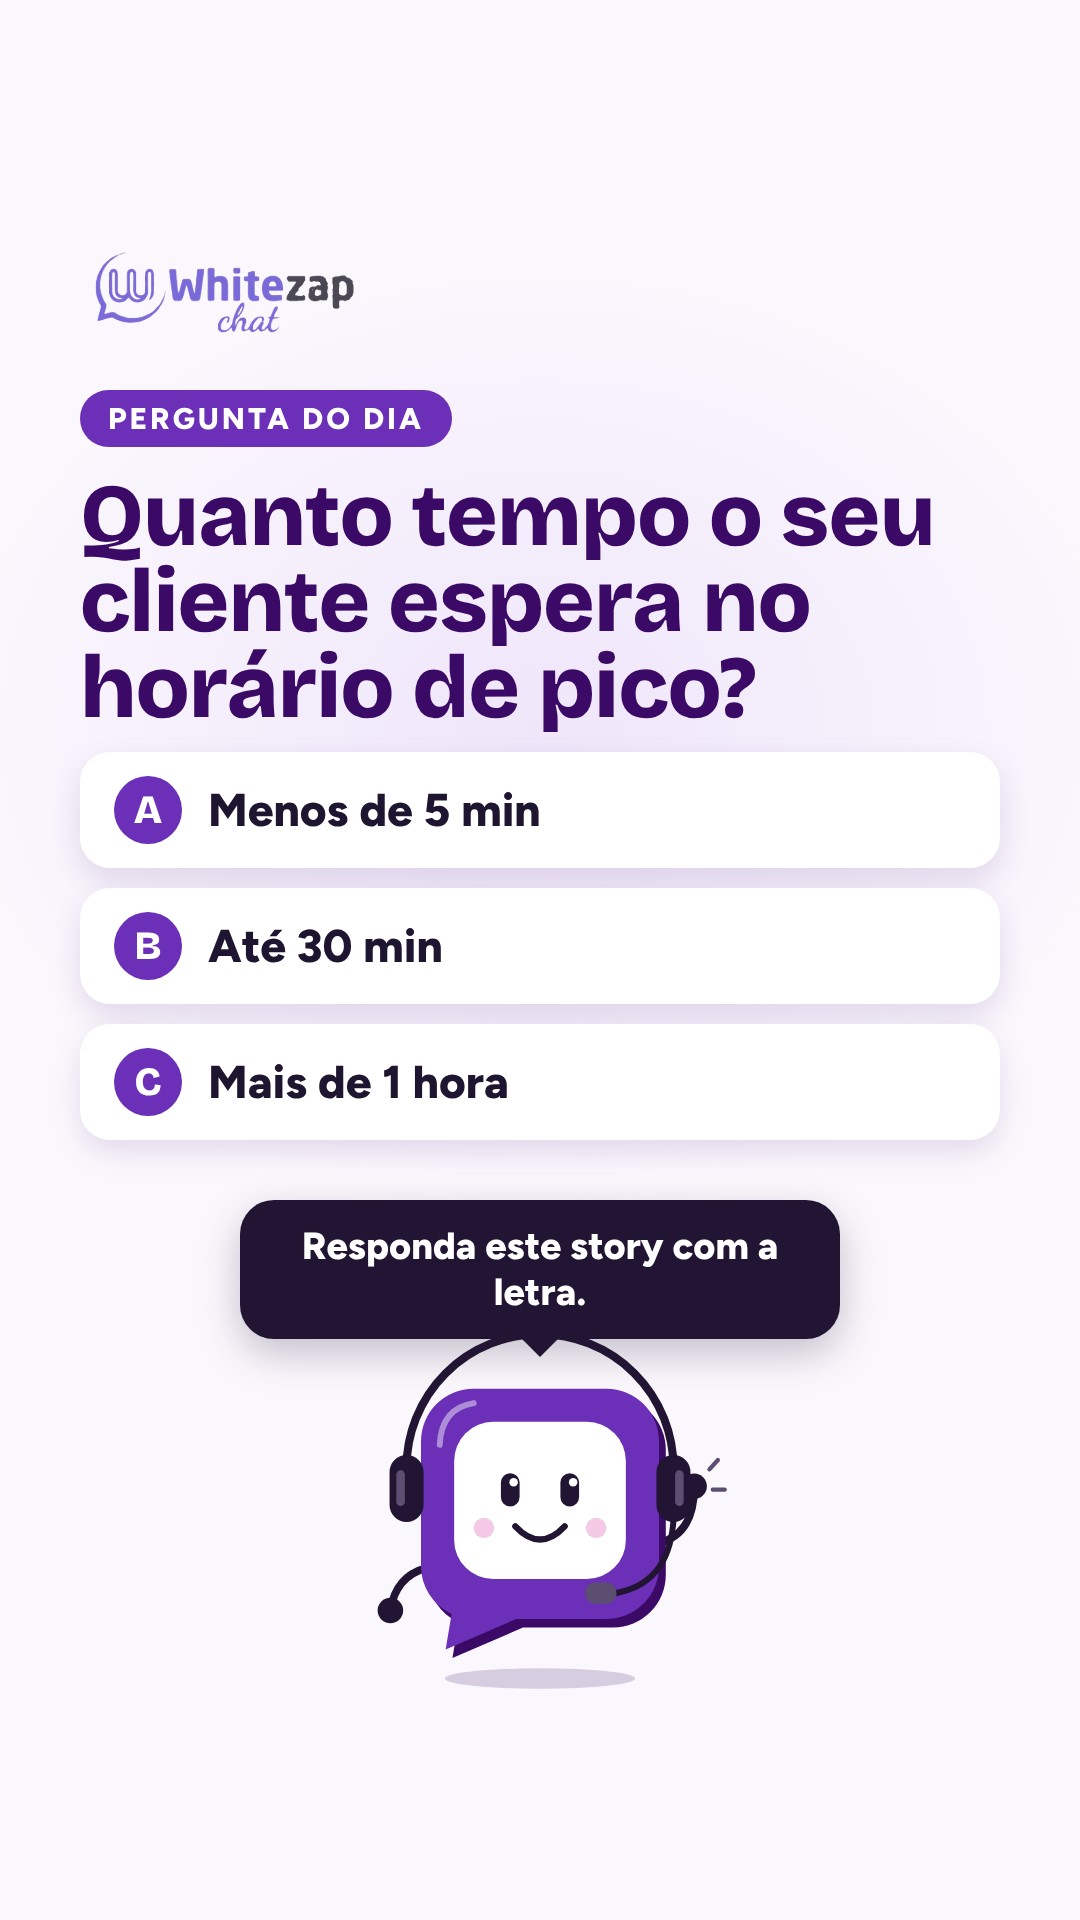 Whitezap
chat
PERGUNTA DO DIA
Quanto tempo o seu
cliente espera no
horário de pico?
A Menos de 5 min
B Até 30 min
C Mais de 1 hora
Responda este story com a
letra.